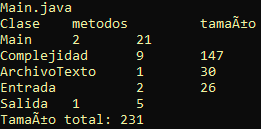 Main.java
Clase metodos tamaÃ±o
Main 2 21
Complejidad 9 147
ArchivoTexto 1 30
Entrada 2 26
Salida 1 5
TamaÃ±o total: 231